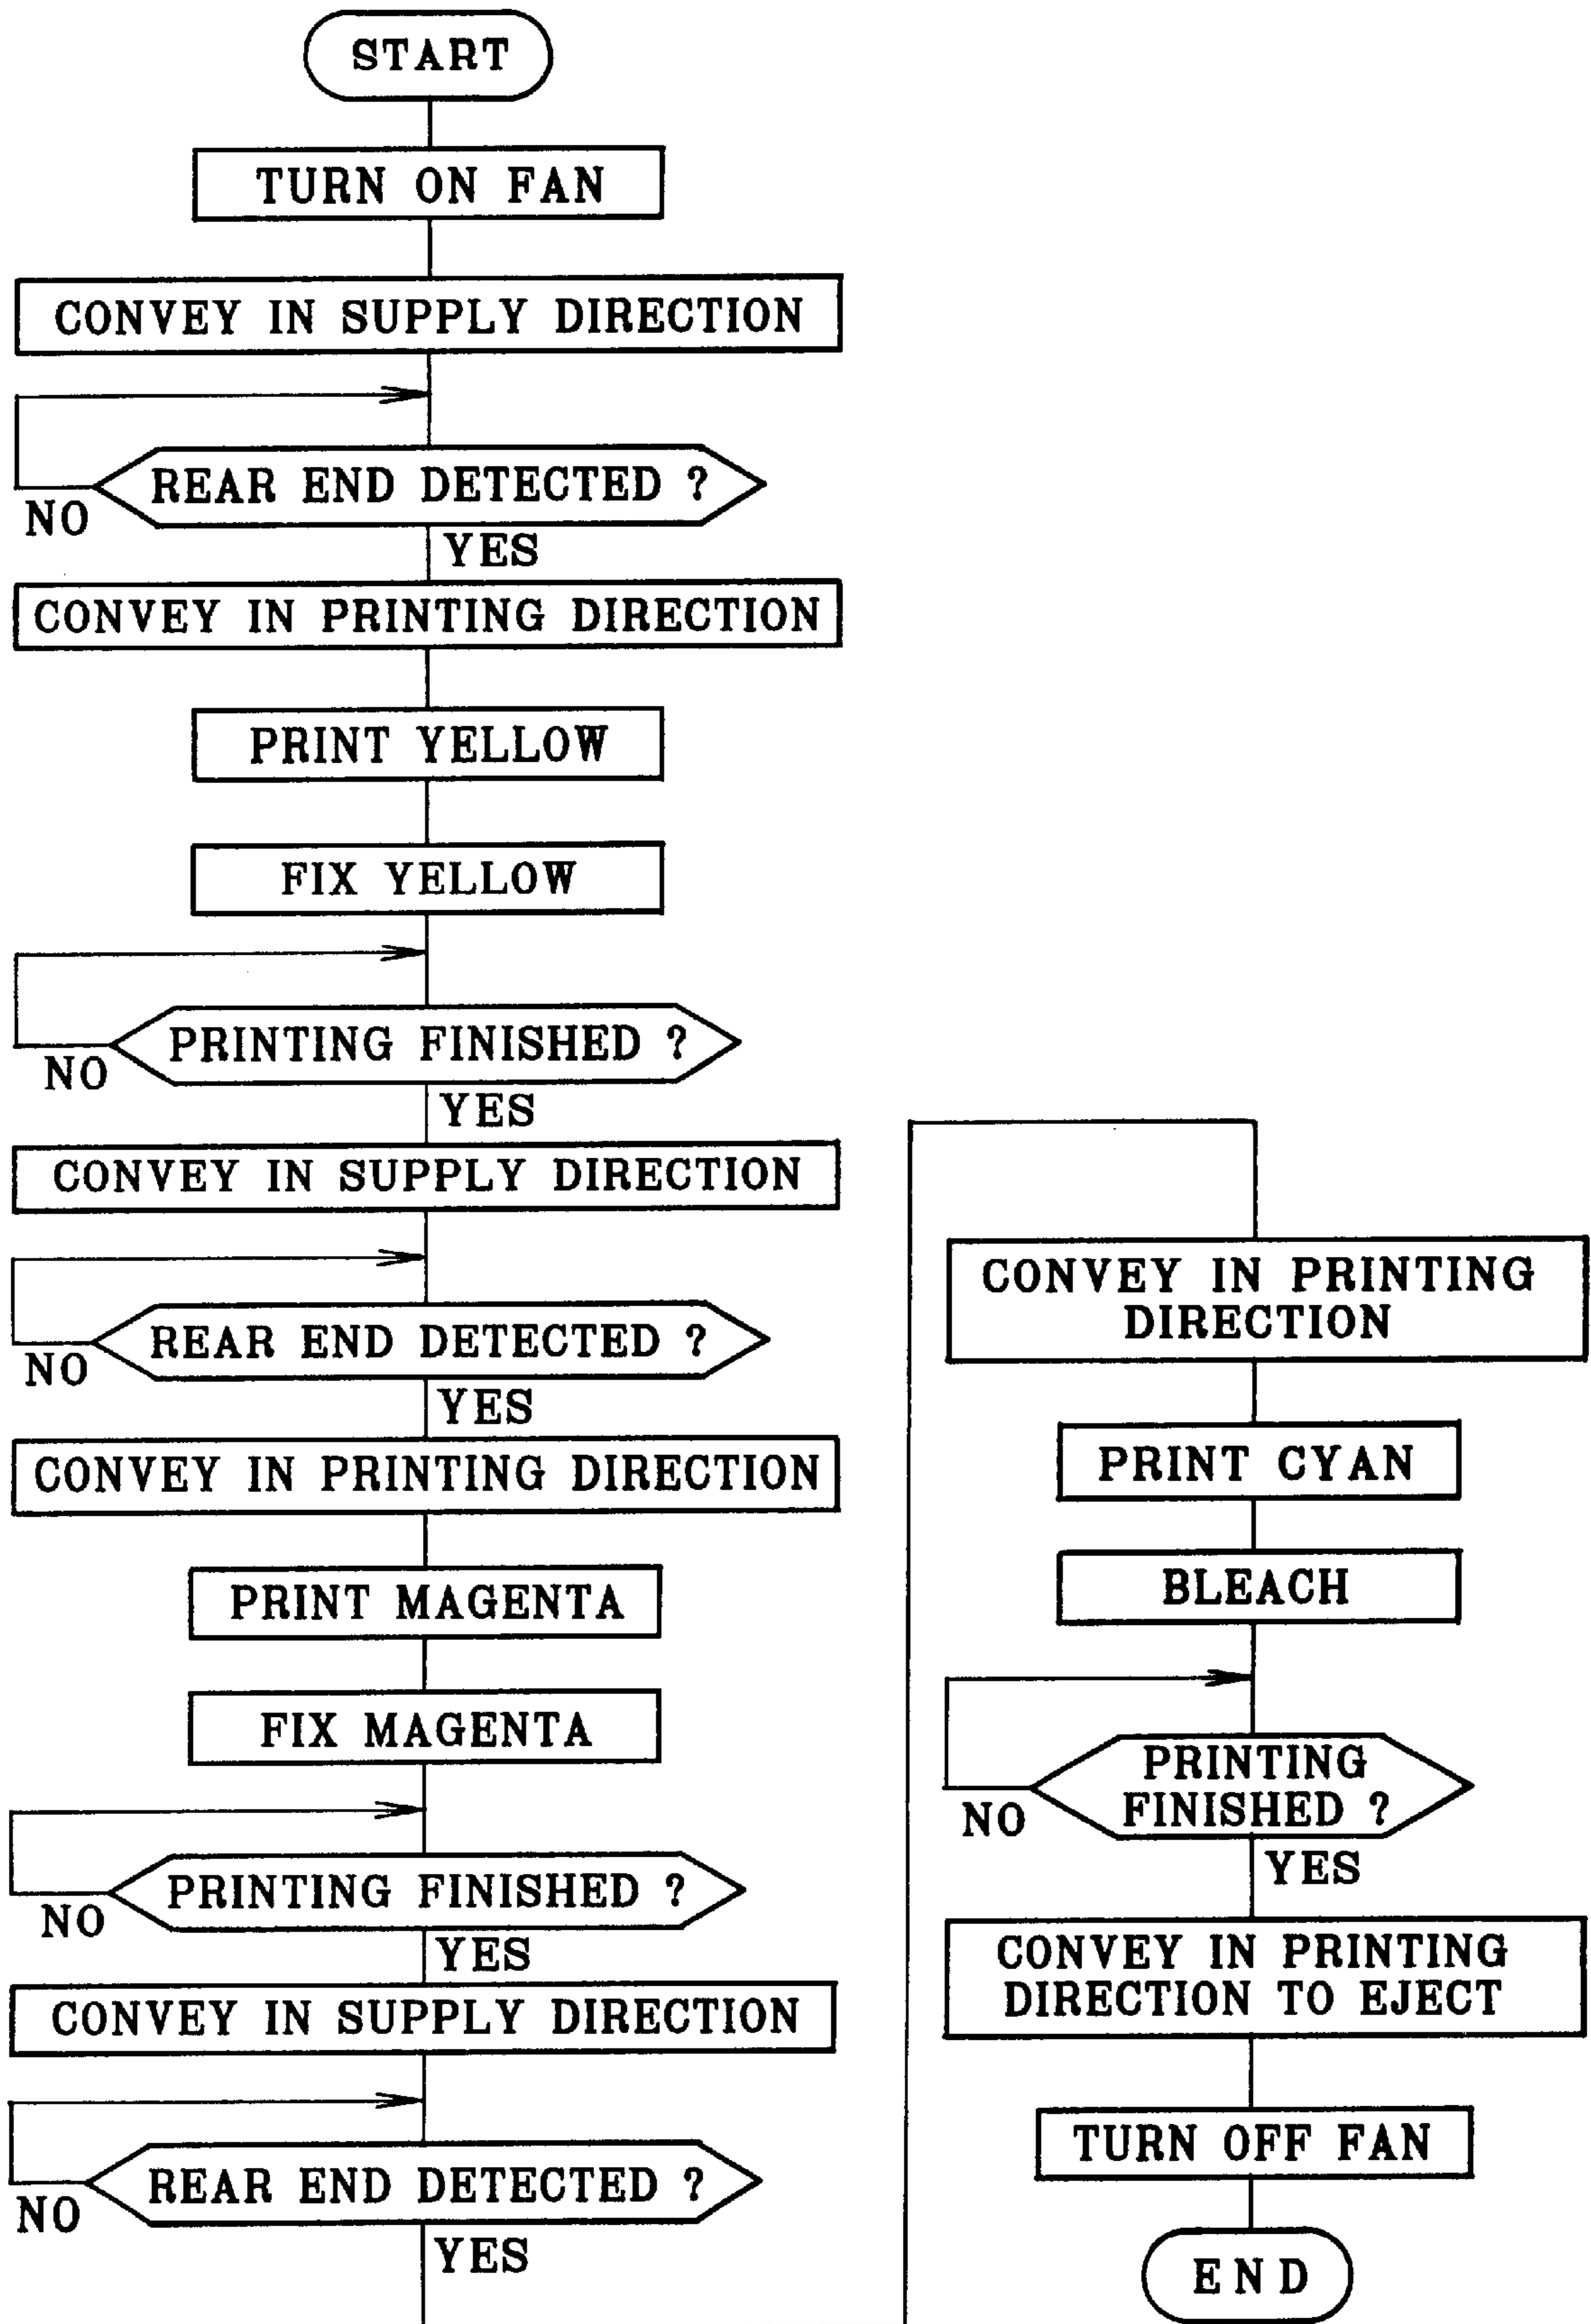 START
TURN ON FAN
CONVEY IN SUPPLY DIRECTION
REAR END DETECTED ?
NO
YES
CONVEY IN PRINTING DIRECTION
PRINT YELLOW
FIX YELLOW
PRINTING FINISHED ?
NO
YES
CONVEY IN SUPPLY DIRECTION
REAR END DETECTED ?
NO
YES
CONVEY IN PRINTING DIRECTION
PRINT MAGENTA
FIX MAGENTA
PRINTING FINISHED ?
NO
YES
CONVEY IN SUPPLY DIRECTION
REAR END DETECTED ?
NO
YES
CONVEY IN PRINTING
DIRECTION
PRINT CYAN
BLEACH
PRINTING
FINISHED ?
NO
YES
CONVEY IN PRINTING
DIRECTION TO EJECT
TURN OFF FAN
END